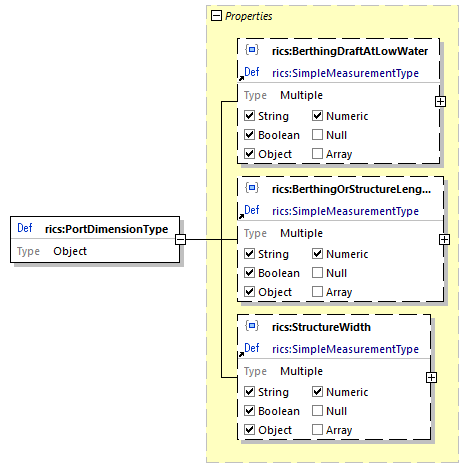 Properties
rics:BerthingDraftAtLowWater
Def rics:SimpleMeasurementType
Type Multiple
String Numeric
Boolean Null
Object Array
rics:BerthingOrStructureLeng...
Def rics:SimpleMeasurementType
Type Multiple
String Numeric
Boolean Null
Object Array
Def rics:PortDimensionType
Type Object
rics:StructureWidth
Def rics:SimpleMeasurementType
Type Multiple
String Numeric
Boolean Null
Object Array